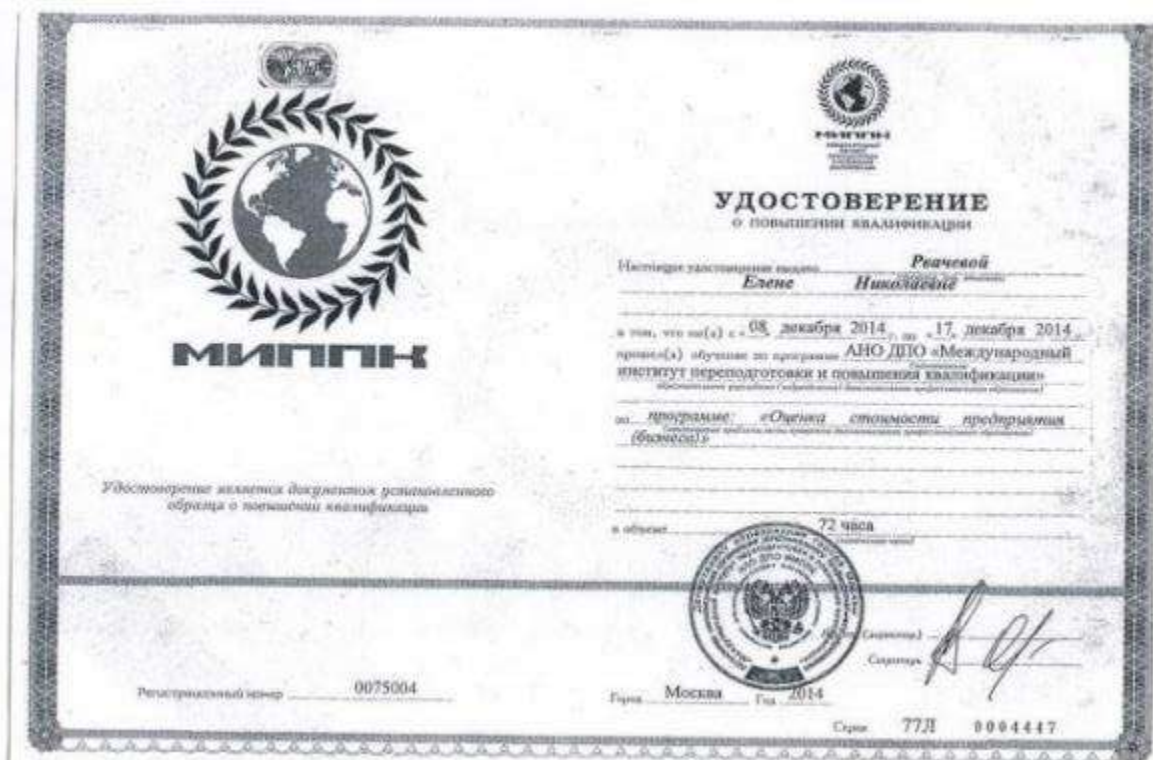 МИППК
Удостоверение является документом установленного
образца о повышении квалификации
Регистрационный номер 0075004
МИППК
УДОСТОВЕРЕНИЕ
О ПОВЫШЕНИИ КВАЛИФИКАЦИИ
Настоящее удостоверение выдано Рвачевой
Елене Николаевне
в том, что он(а) с «08» декабря 2014 г. по «17» декабря 2014 г.
прошел(а) обучение по программе АНО ДПО «Международный
институт переподготовки и повышения квалификации»
по программе: «Оценка стоимости предприятия
(бизнеса)»
в объеме 72 часа
Секретарь
Город Москва Год 2014
Серия 77Л 0004447